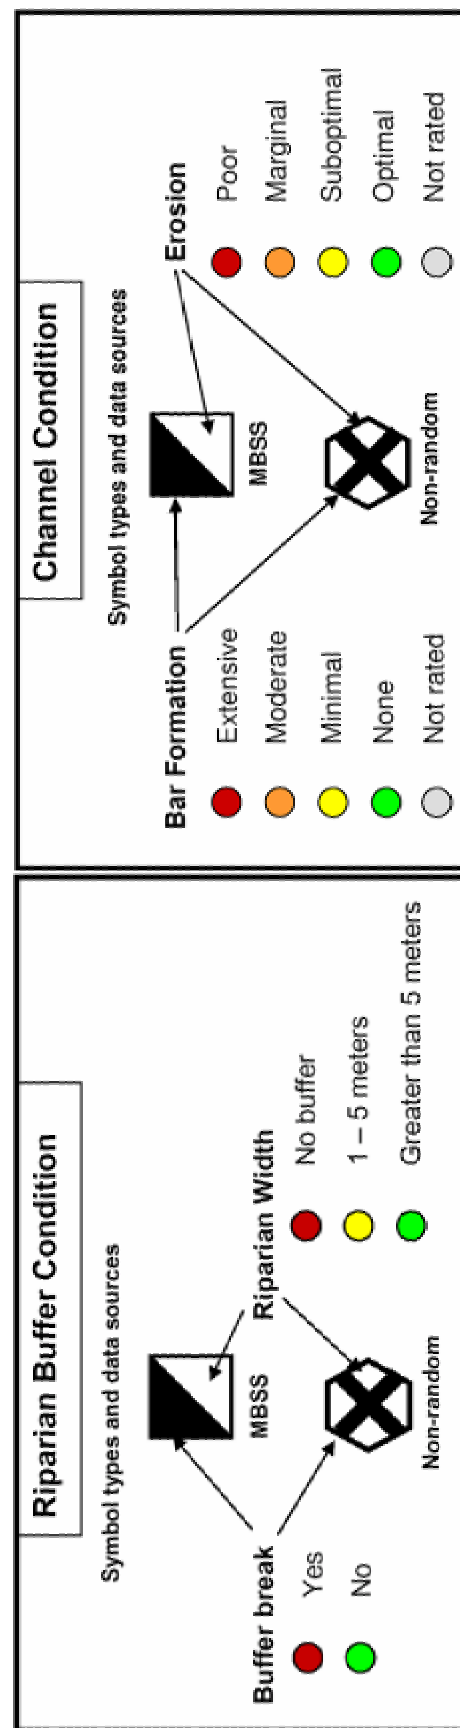 Riparian Buffer Condition
Symbol types and data sources
Buffer break
Yes
No
MBSS
Non-random
Riparian Width
No buffer
1 – 5 meters
Greater than 5 meters
Channel Condition
Symbol types and data sources
Bar Formation
Extensive
Moderate
Minimal
None
Not rated
MBSS
Non-random
Erosion
Poor
Marginal
Suboptimal
Optimal
Not rated